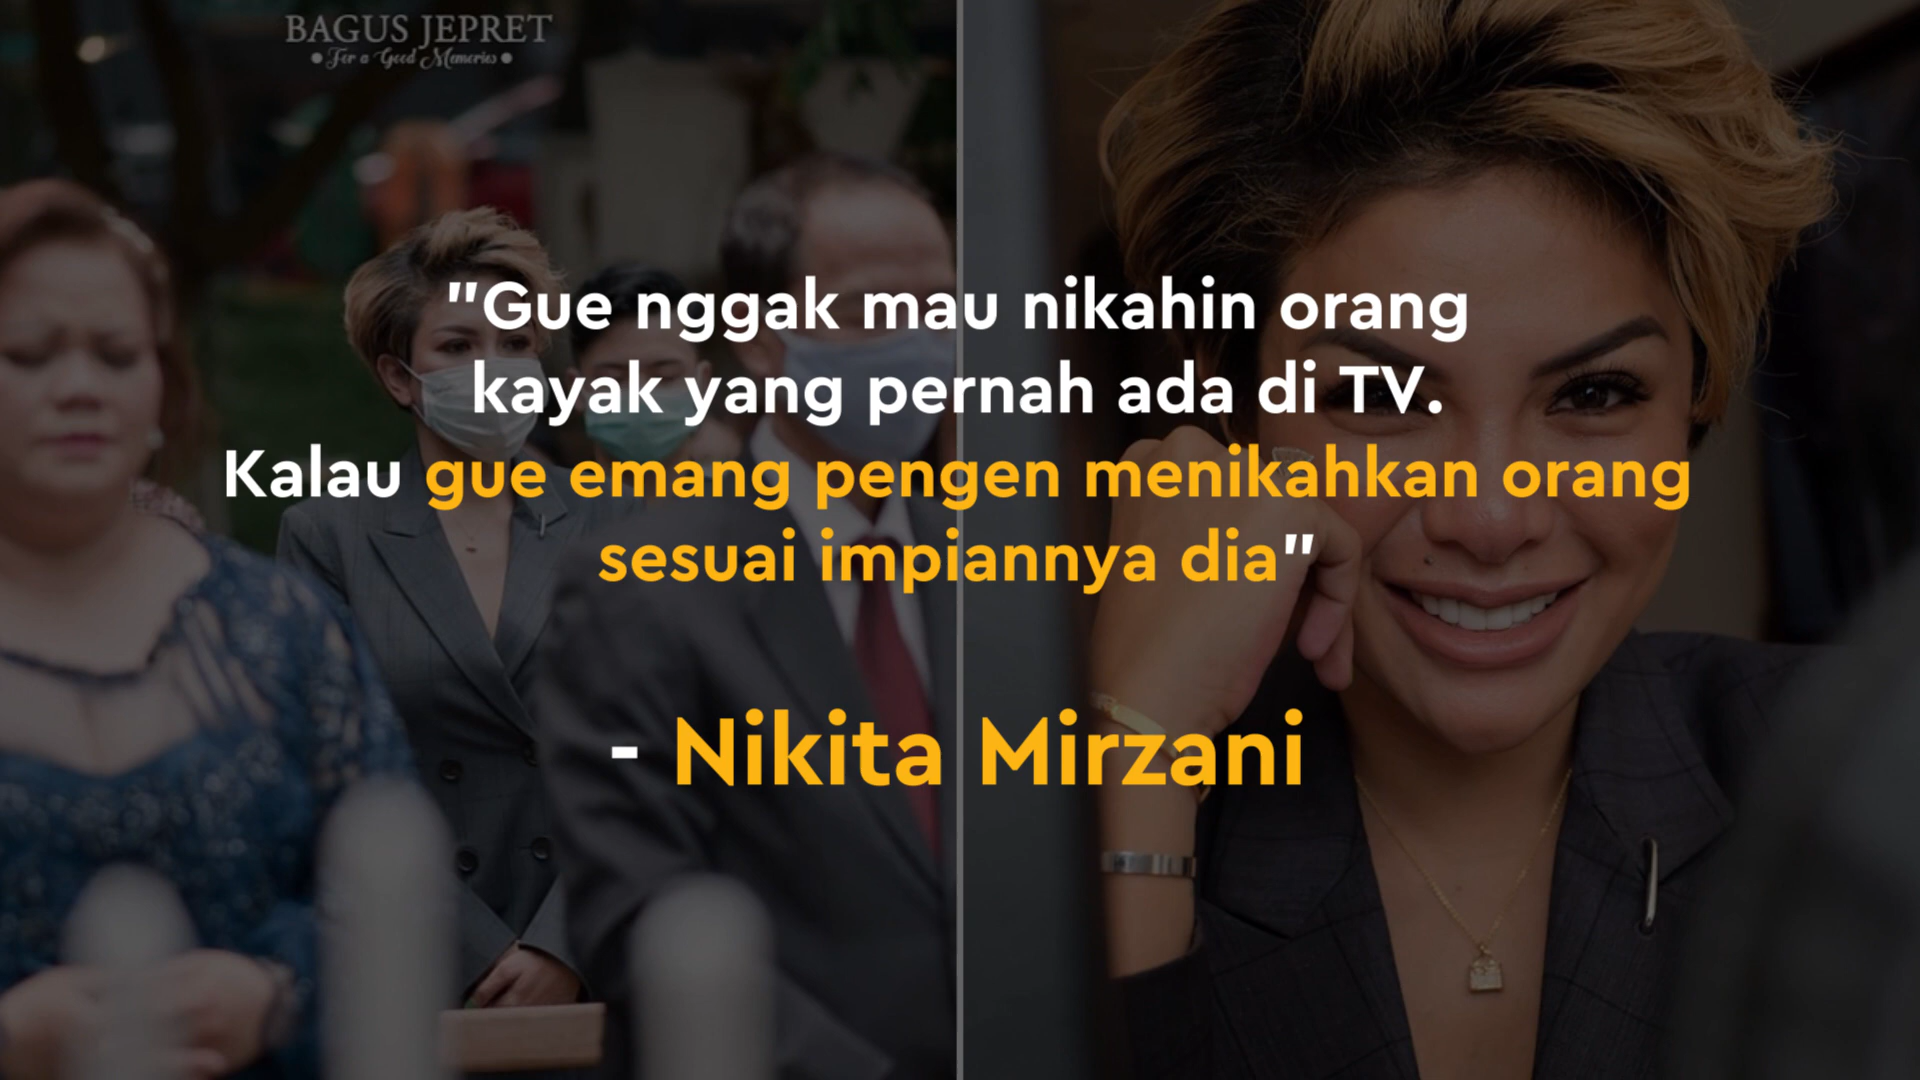 BAGUS JEPRET
•For a Good Memories•
"Gue nggak mau nikahin orang
kayak yang pernah ada di TV.
Kalau gue emang pengen menikahkan orang
sesuai impiannya dia"
- Nikita Mirzani